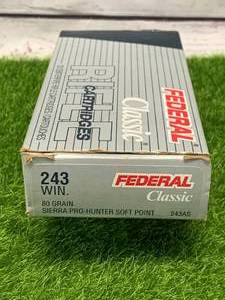 FEDERAL
Classic
RIFLE
CARTRIDGES
243
WIN.
FEDERAL
Classic
80 GRAIN
SIERRA PRO-HUNTER SOFT POINT
243AS